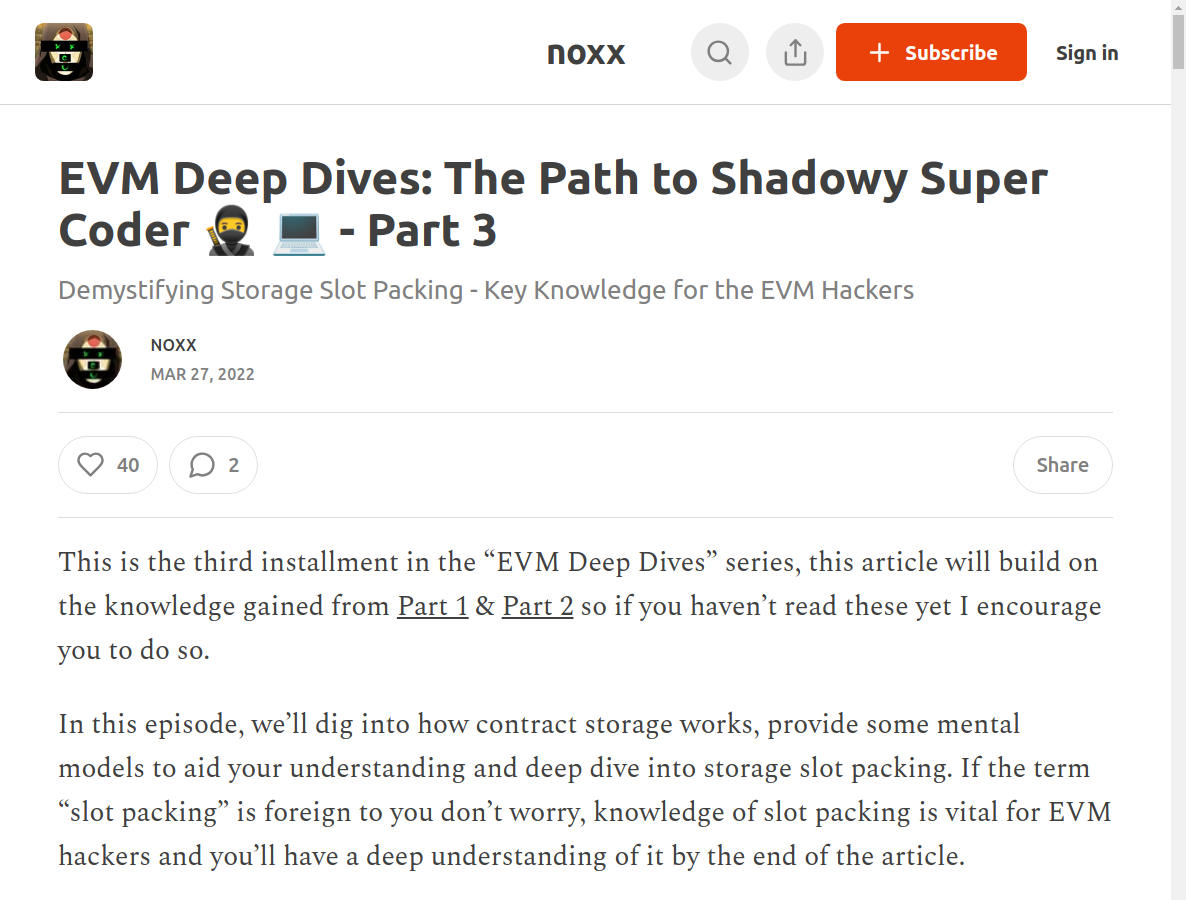 noxx
Subscribe
Sign in
EVM Deep Dives: The Path to Shadowy Super
Coder 🥷 💻 - Part 3
Demystifying Storage Slot Packing - Key Knowledge for the EVM Hackers
NOXX
MAR 27, 2022
40
2
Share
This is the third installment in the “EVM Deep Dives” series, this article will build on
the knowledge gained from Part 1 & Part 2 so if you haven’t read these yet I encourage
you to do so.
In this episode, we’ll dig into how contract storage works, provide some mental
models to aid your understanding and deep dive into storage slot packing. If the term
“slot packing” is foreign to you don’t worry, knowledge of slot packing is vital for EVM
hackers and you’ll have a deep understanding of it by the end of the article.